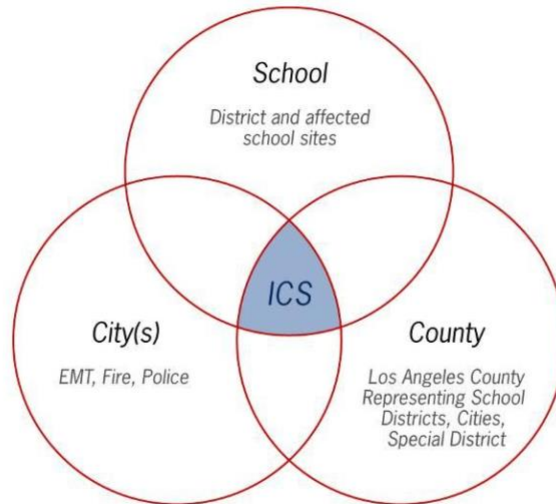 School
District and affected
school sites
ICS
City(s)
EMT, Fire, Police
County
Los Angeles County
Representing School
Districts, Cities,
Special District